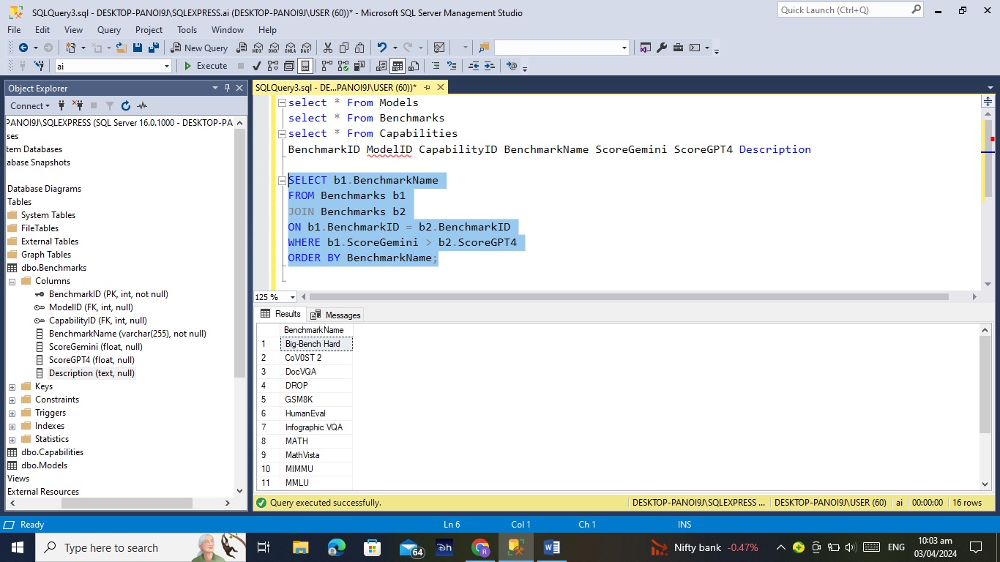 SQLQuery3.sql - DESKTOP-PANOI9J\SQLEXPRESS.ai (DESKTOP-PANOI9J\USER (60))* - Microsoft SQL Server Management Studio
Quick Launch (Ctrl+Q)
File Edit View Query Project Tools Window Help
New Query MDX DMX XMLA DAX
ai Execute
Object Explorer
Connect
PANOI9J\SQLEXPRESS (SQL Server 16.0.1000 - DESKTOP-PA
ses
tem Databases
abase Snapshots
Database Diagrams
Tables
System Tables
FileTables
External Tables
Graph Tables
dbo.Benchmarks
Columns
BenchmarkID (PK, int, not null)
ModelID (FK, int, null)
CapabilityID (FK, int, null)
BenchmarkName (varchar(255), not null)
ScoreGemini (float, null)
ScoreGPT4 (float, null)
Description (text, null)
Keys
Constraints
Triggers
Indexes
Statistics
dbo.Capabilities
dbo.Models
Views
External Resources
SQLQuery3.sql - DE...PANOI9J\USER (60))*
select * From Models
select * From Benchmarks
select * From Capabilities
BenchmarkID ModelID CapabilityID BenchmarkName ScoreGemini ScoreGPT4 Description
SELECT b1.BenchmarkName
FROM Benchmarks b1
JOIN Benchmarks b2
ON b1.BenchmarkID = b2.BenchmarkID
WHERE b1.ScoreGemini > b2.ScoreGPT4
ORDER BY BenchmarkName;
125 %
Results Messages
BenchmarkName
1 Big-Bench Hard
2 CoV0ST 2
3 DocVQA
4 DROP
5 GSM8K
6 HumanEval
7 Infographic VQA
8 MATH
9 MathVista
10 MIMMU
11 MMLU
Query executed successfully. DESKTOP-PANOI9J\SQLEXPRESS ... DESKTOP-PANOI9J\USER (60) ai 00:00:00 16 rows
Ready Ln 6 Col 1 Ch 1 INS
Type here to search 64 R Nifty bank -0.47% ENG 10:03 am
03/04/2024